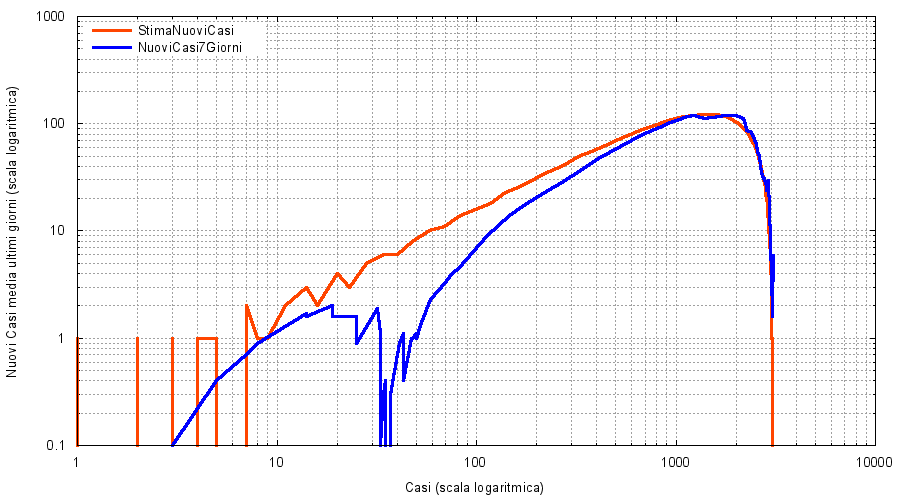 1000
StimaNuoviCasi
NuoviCasi7Giorni
100
10
1
0.1
Nuovi Casi media ultimi giorni (scala logaritmica)
1 10 100 1000 10000
Casi (scala logaritmica)